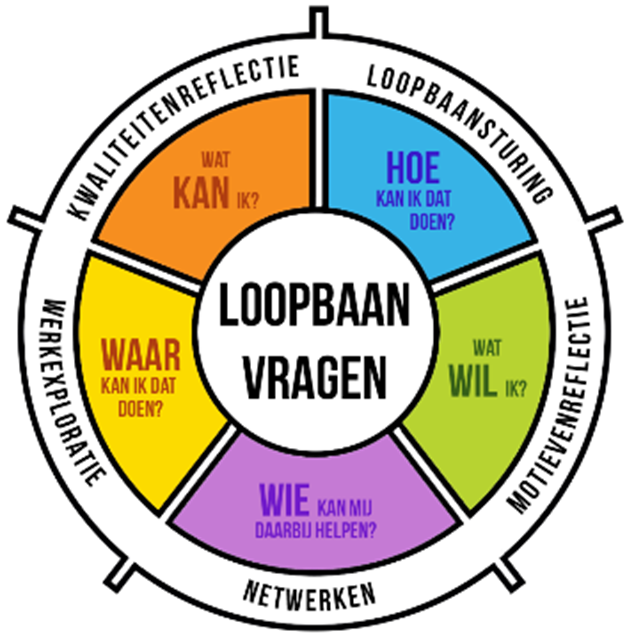 KWALITEITENREFLECTIE
LOOPBAANSTURING
WAT
KAN IK?
HOE
KAN IK DAT
DOEN?
LOOPBAAN
VRAGEN
WAAR
KAN IK DAT
DOEN?
WAT
WIL IK?
WERKEXPLORATIE
MOTIEVENREFLECTIE
WIE KAN MIJ
DAARBIJ HELPEN?
NETWERKEN